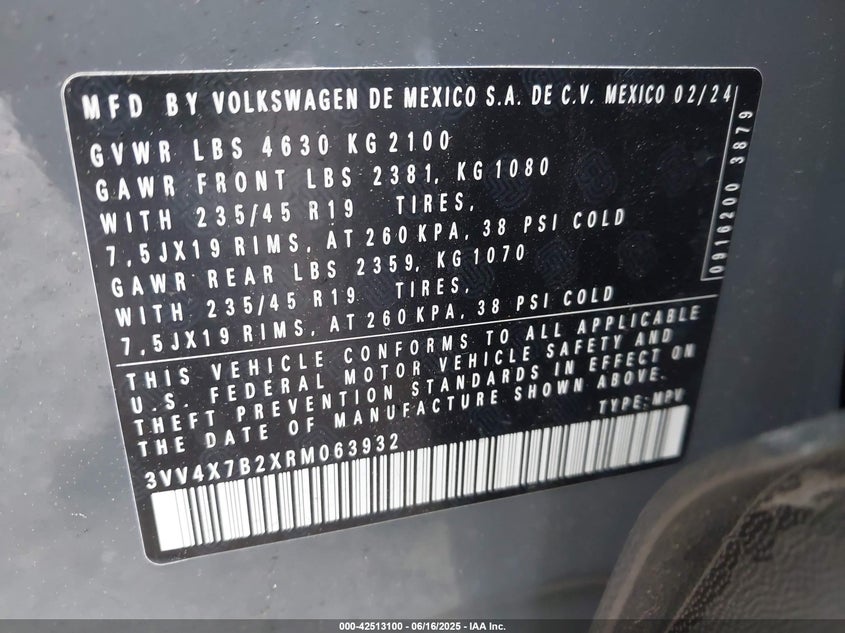 MFD BY VOLKSWAGEN DE MEXICO S.A. DE C.V. MEXICO 02/24
GVWR LBS 4630 KG 2100
GAWR FRONT LBS 2381, KG 1080
WITH 235/45 R19 TIRES,
7,5JX19 RIMS, AT 260 KPA, 38 PSI COLD
GAWR REAR LBS 2359, KG 1070
WITH 235/45 R19 TIRES,
7,5JX19 RIMS, AT 260 KPA, 38 PSI COLD
0916200 3879
THIS VEHICLE CONFORMS TO ALL APPLICABLE
U.S. FEDERAL MOTOR VEHICLE SAFETY AND
THEFT PREVENTION STANDARDS IN EFFECT ON
THE DATE OF MANUFACTURE SHOWN ABOVE.
TYPE: MPV
3VV4X7B2XRM063932
000-42513100 - 06/16/2025 - IAA Inc.